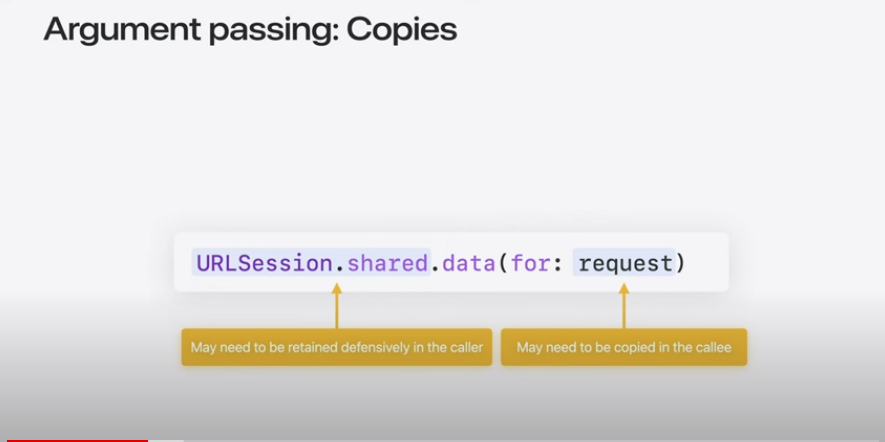 Argument passing: Copies
URLSession.shared.data(for: request)
May need to be retained defensively in the caller
May need to be copied in the callee